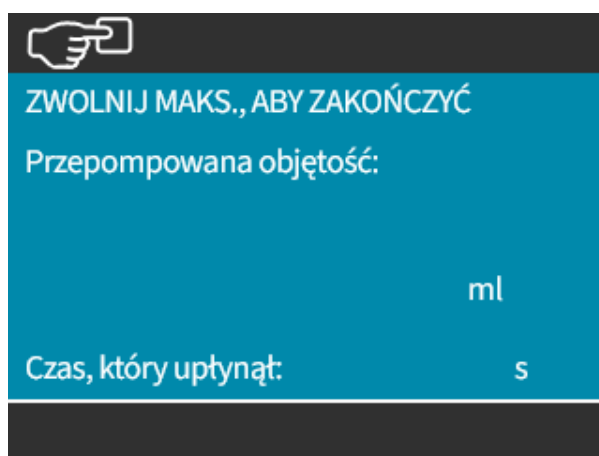 ZWOLNIJ MAKS., ABY ZAKOŃCZYĆ
Przepompowana objętość:
ml
Czas, który upłynął: s